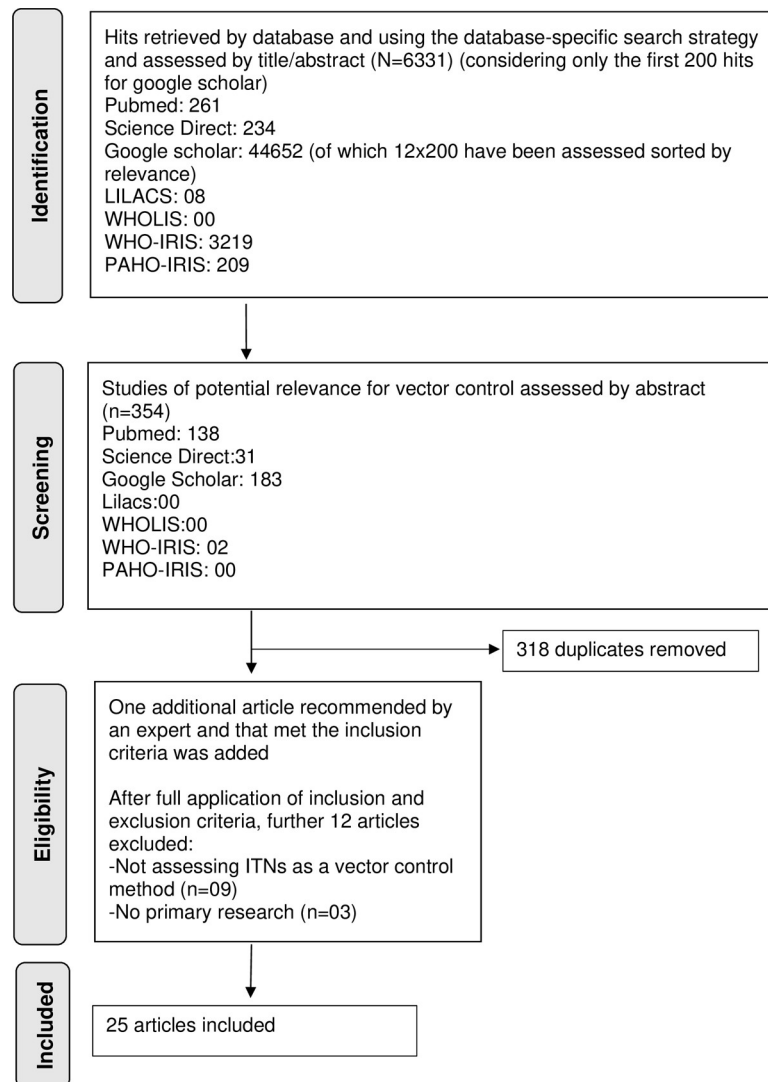 Identification
Hits retrieved by database and using the database-specific search strategy
and assessed by title/abstract (N=6331) (considering only the first 200 hits
for google scholar)
Pubmed: 261
Science Direct: 234
Google scholar: 44652 (of which 12x200 have been assessed sorted by
relevance)
LILACS: 08
WHOLIS: 00
WHO-IRIS: 3219
PAHO-IRIS: 209
Screening
Studies of potential relevance for vector control assessed by abstract
(n=354)
Pubmed: 138
Science Direct:31
Google Scholar: 183
Lilacs:00
WHOLIS:00
WHO-IRIS: 02
PAHO-IRIS: 00
318 duplicates removed
Eligibility
One additional article recommended by
an expert and that met the inclusion
criteria was added
After full application of inclusion and
exclusion criteria, further 12 articles
excluded:
-Not assessing ITNs as a vector control
method (n=09)
-No primary research (n=03)
Included
25 articles included